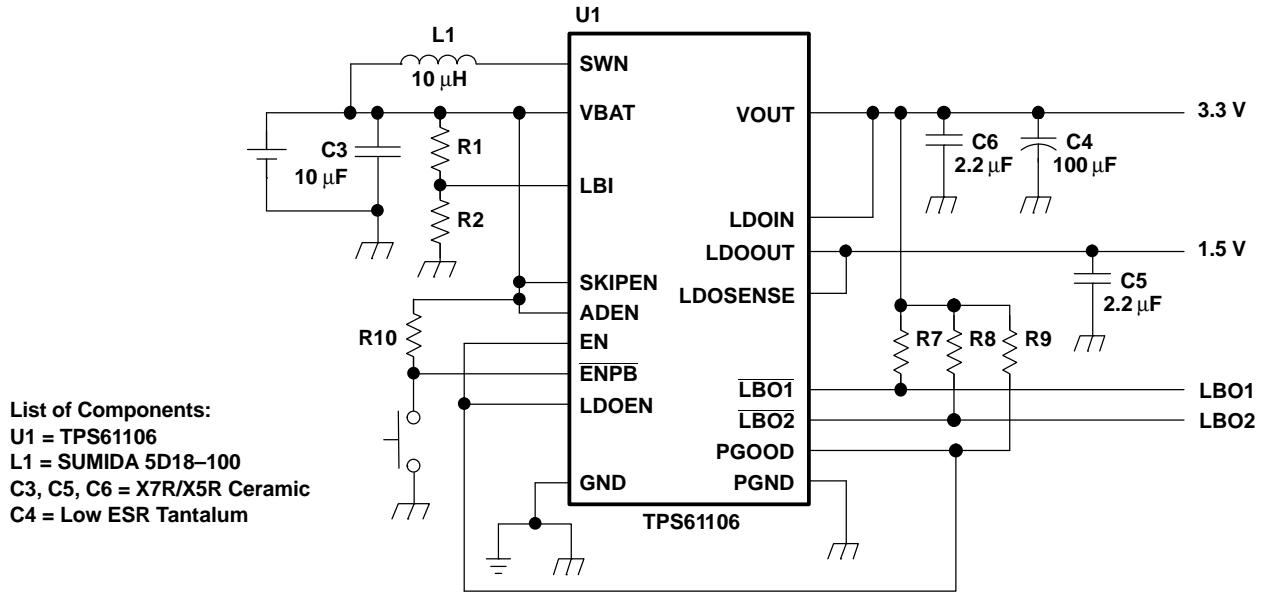 U1
L1
10 μH
SWN
VBAT
VOUT
3.3 V
C3
10 μF
R1
C6
2.2 μF
C4
100 μF
LBI
R2
LDOIN
LDOOUT
1.5 V
SKIPEN
LDOSENSE
C5
2.2 μF
ADEN
R10
EN
R7
R8
R9
ENPB
LBO1
LBO1
LDOEN
LBO2
LBO2
PGOOD
GND
PGND
TPS61106
List of Components:
U1 = TPS61106
L1 = SUMIDA 5D18–100
C3, C5, C6 = X7R/X5R Ceramic
C4 = Low ESR Tantalum